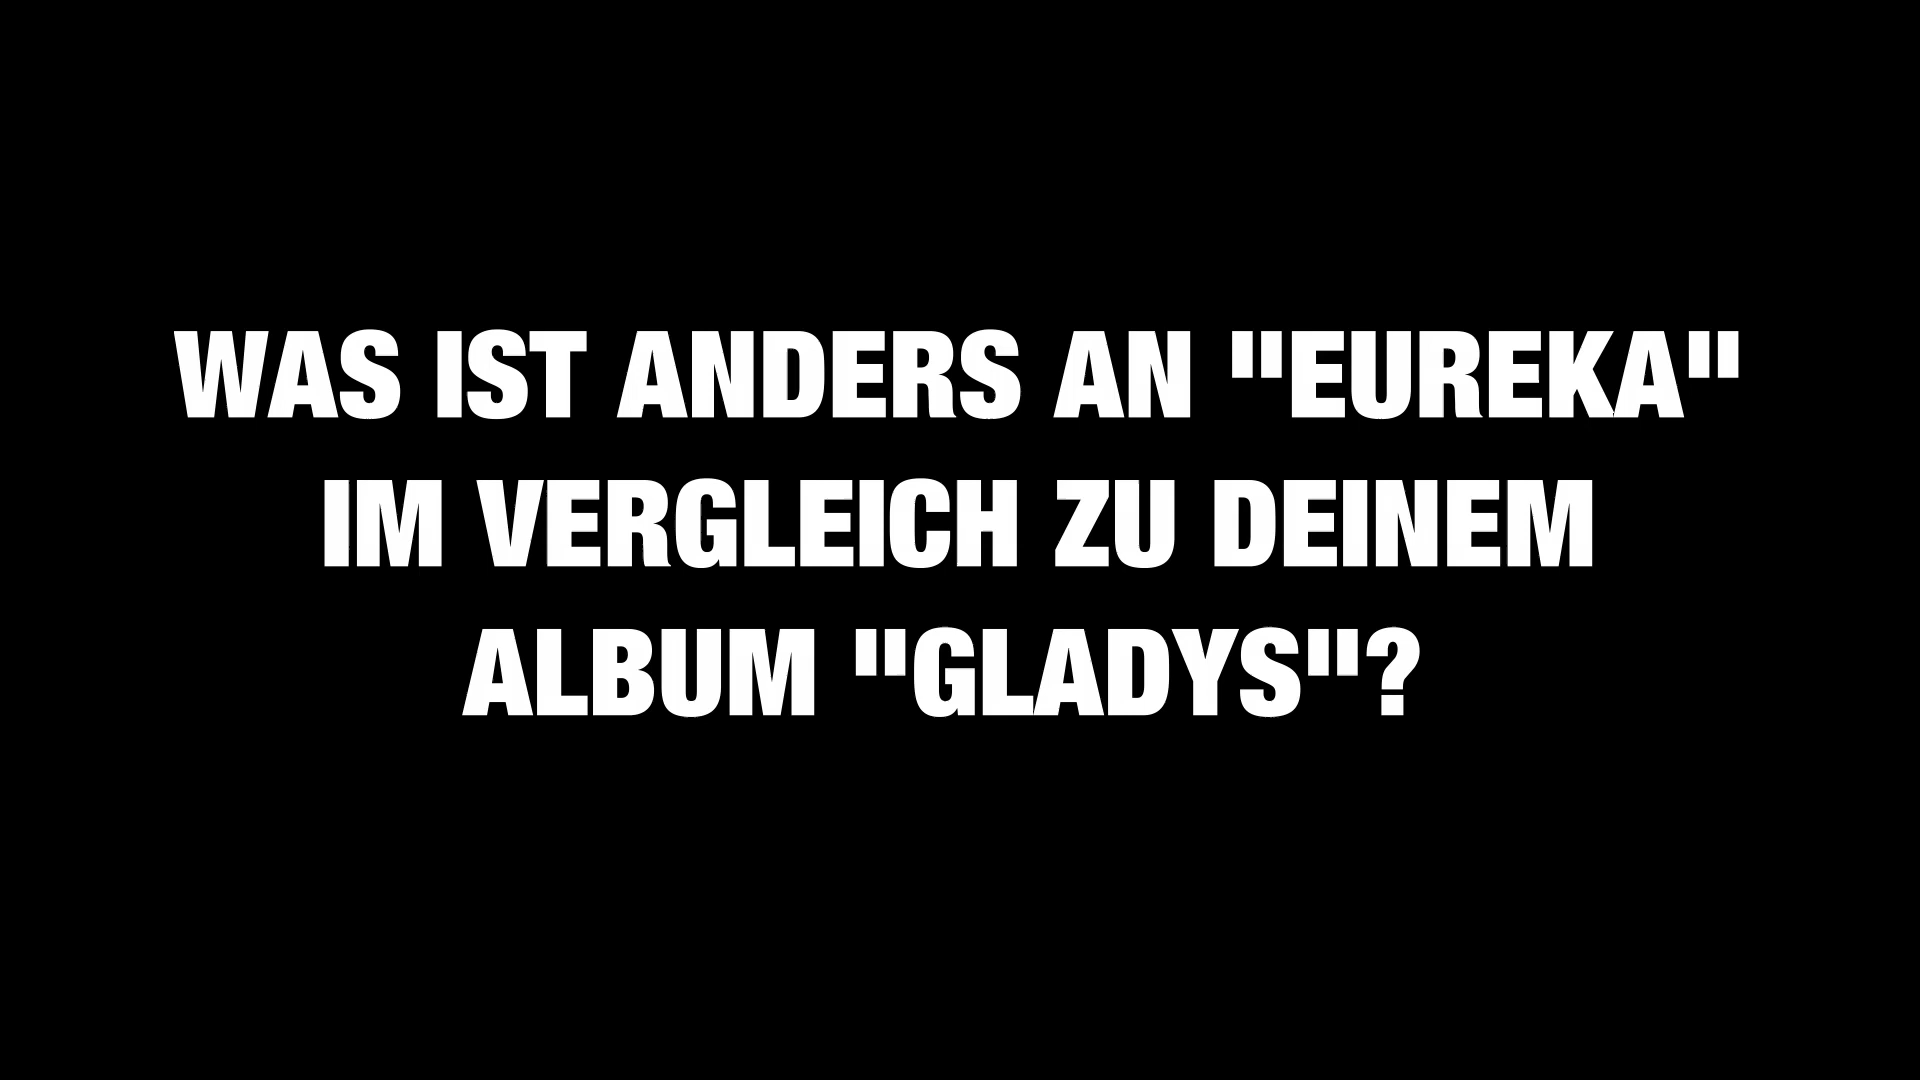 WAS IST ANDERS AN "EUREKA"
IM VERGLEICH ZU DEINEM
ALBUM "GLADYS"?